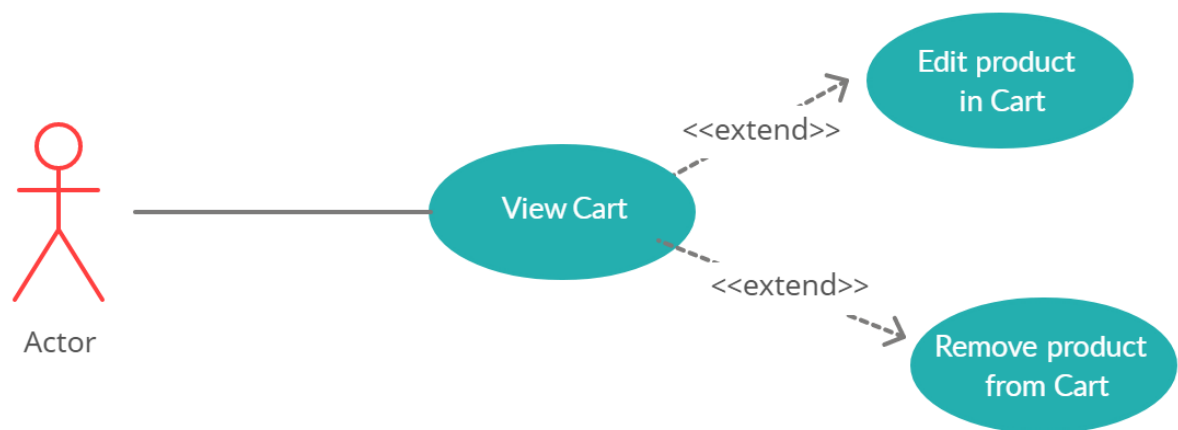 Edit product
in Cart
<<extend>>
View Cart
<<extend>>
Actor
Remove product
from Cart